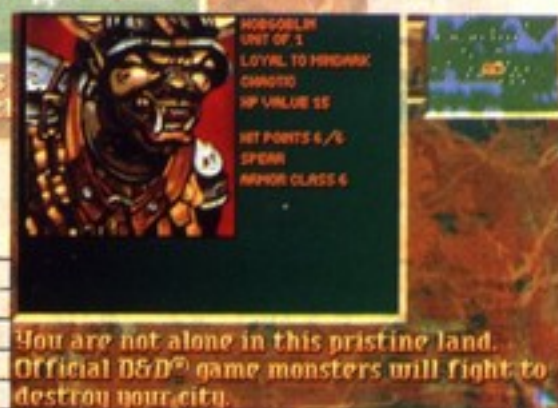 HOBGOBLIN
UNIT OF 1
LOYAL TO MINDARK
CHAOTIC
XP VALUE 15
HIT POINTS 6/6
SPEAR
ARMOR CLASS 6
You are not alone in this pristine land.
Official D&D® game monsters will fight to
destroy your city.